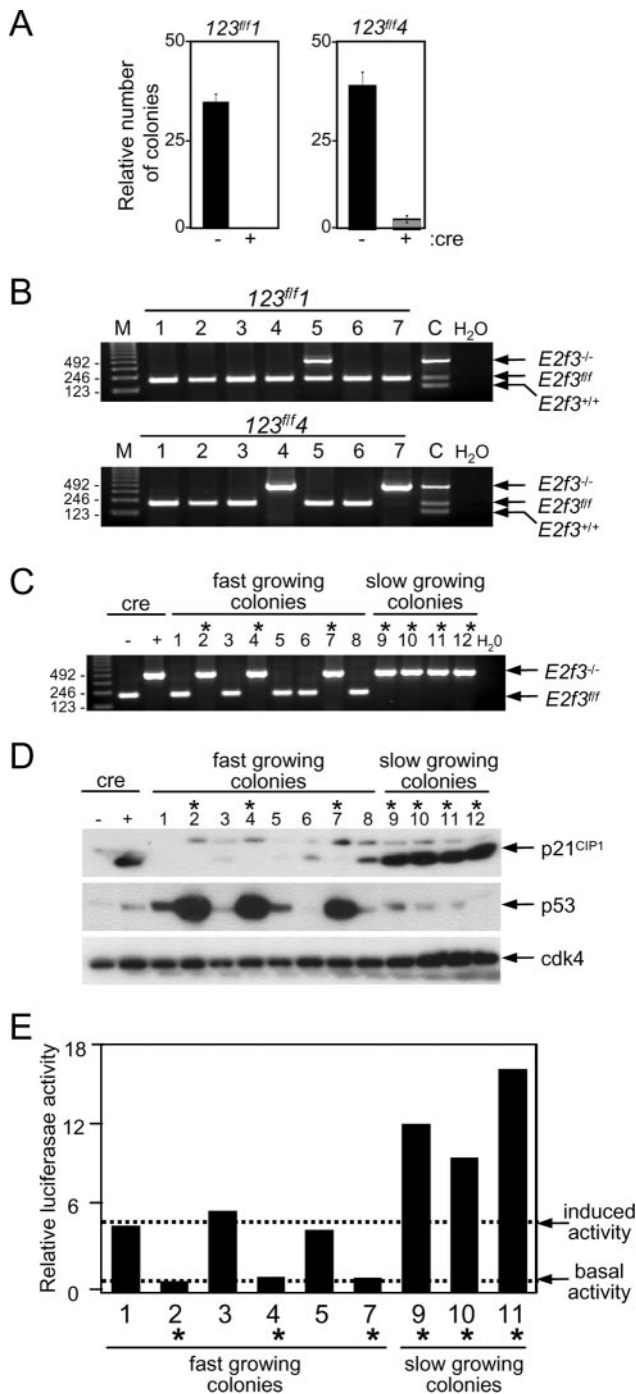 A
123f/f1
123f/f4
50
25
0
Relative number of colonies
- +
50
25
0
- + :cre
B
123f/f1
M 1 2 3 4 5 6 7 C H2O
492
246
123
E2f3-/-
E2f3f/f
E2f3+/+
123f/f4
M 1 2 3 4 5 6 7 C H2O
492
246
123
E2f3-/-
E2f3f/f
E2f3+/+
C
fast growing colonies
slow growing colonies
cre
* * * * * * *
- + 1 2 3 4 5 6 7 8 9 10 11 12 H20
492
246
123
E2f3-/-
E2f3f/f
D
fast growing colonies
slow growing colonies
cre
* * * * * * *
- + 1 2 3 4 5 6 7 8 9 10 11 12
p21CIP1
p53
cdk4
E
18
12
6
0
Relative luciferasae activity
induced activity
basal activity
1 2 3 4 5 7 9 10 11
* * * * * *
fast growing colonies
slow growing colonies